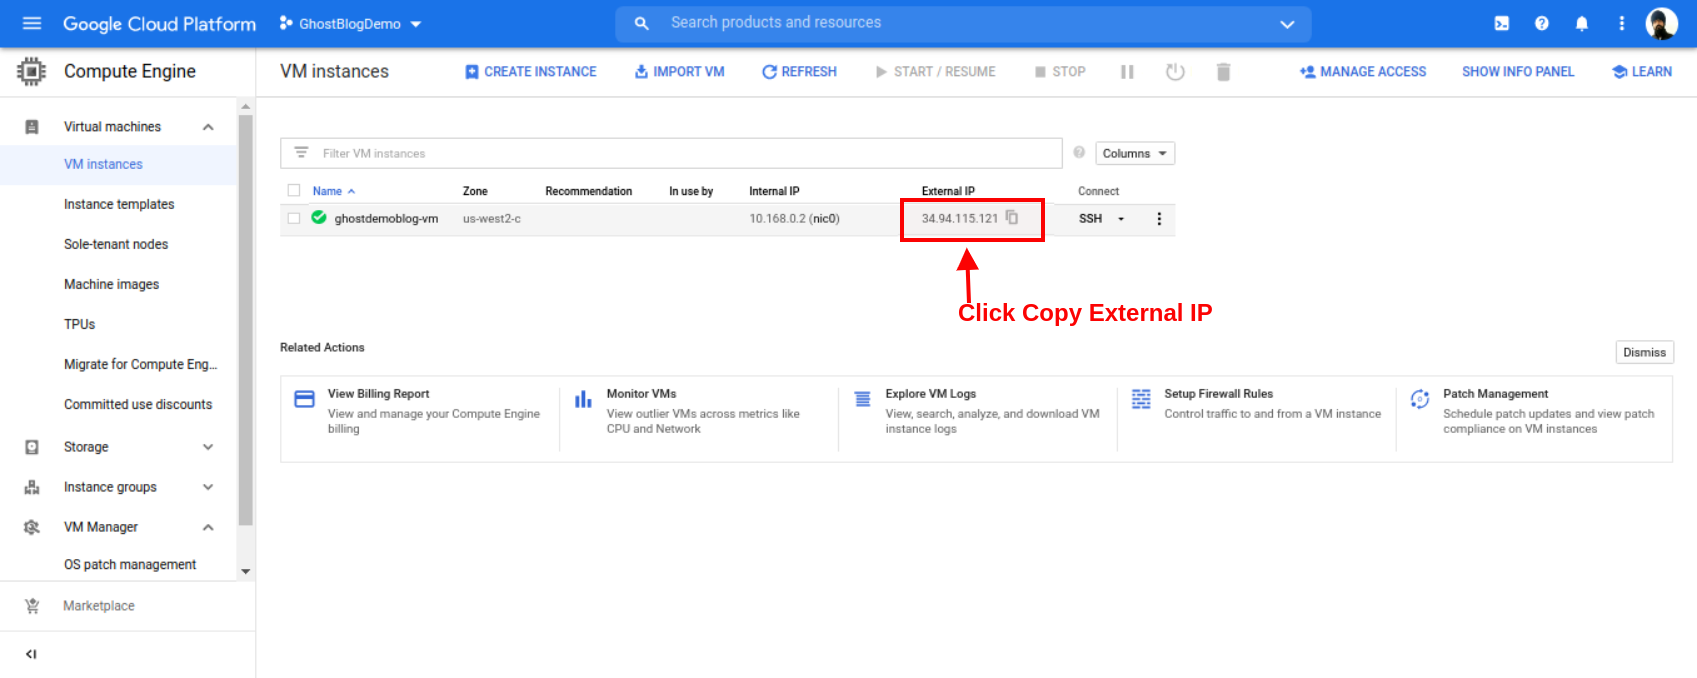 Google Cloud Platform
GhostBlogDemo
Search products and resources
Compute Engine
VM instances
CREATE INSTANCE
IMPORT VM
REFRESH
START / RESUME
STOP
MANAGE ACCESS
SHOW INFO PANEL
LEARN
Virtual machines
VM instances
Instance templates
Sole-tenant nodes
Machine images
TPUs
Migrate for Compute Eng...
Committed use discounts
Storage
Instance groups
VM Manager
OS patch management
Marketplace
Filter VM instances
Columns
Name
Zone
Recommendation
In use by
Internal IP
External IP
Connect
ghostdemoblog-vm
us-west2-c
10.168.0.2 (nic0)
34.94.115.121
SSH
Click Copy External IP
Related Actions
Dismiss
View Billing Report
View and manage your Compute Engine
billing
Monitor VMs
View outlier VMs across metrics like
CPU and Network
Explore VM Logs
View, search, analyze, and download VM
instance logs
Setup Firewall Rules
Control traffic to and from a VM instance
Patch Management
Schedule patch updates and view patch
compliance on VM instances